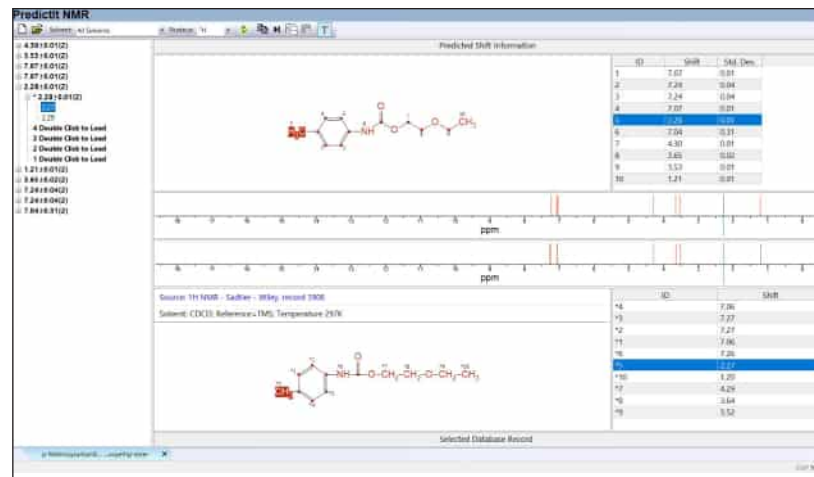 PredictIt NMR
Solvent: All Solvents
Nucleus: 1H
T
4.30±0.01(2)
3.53±0.01(2)
7.07±0.01(2)
7.07±0.01(2)
2.28±0.01(2)
* 2.28±0.01(2)
2.27
2.29
4 Double Click to Load
3 Double Click to Load
2 Double Click to Load
1 Double Click to Load
1.21±0.01(2)
3.65±0.02(2)
7.24±0.04(2)
7.24±0.04(2)
7.04±0.31(2)
Predicted Shift Information
ID Shift Std. Dev.
1 7.07 0.01
2 7.24 0.04
3 7.24 0.04
4 7.07 0.01
6 7.04 0.31
7 4.30 0.01
8 3.65 0.02
9 3.53 0.01
10 1.21 0.01
NH
O
O
O
CH3
ppm
ppm
Source: 1H NMR - Sadtler - Wiley, record 5908
Solvent: CDCl3; Reference=TMS; Temperature 297K
NH
O
O-CH2-CH2-O-CH2-CH3
ID Shift
*4 7.06
*3 7.27
*2 7.27
*1 7.06
*6 7.26
*5 2.27
*10 1.20
*7 4.29
*8 3.64
*9 3.52
Selected Database Record